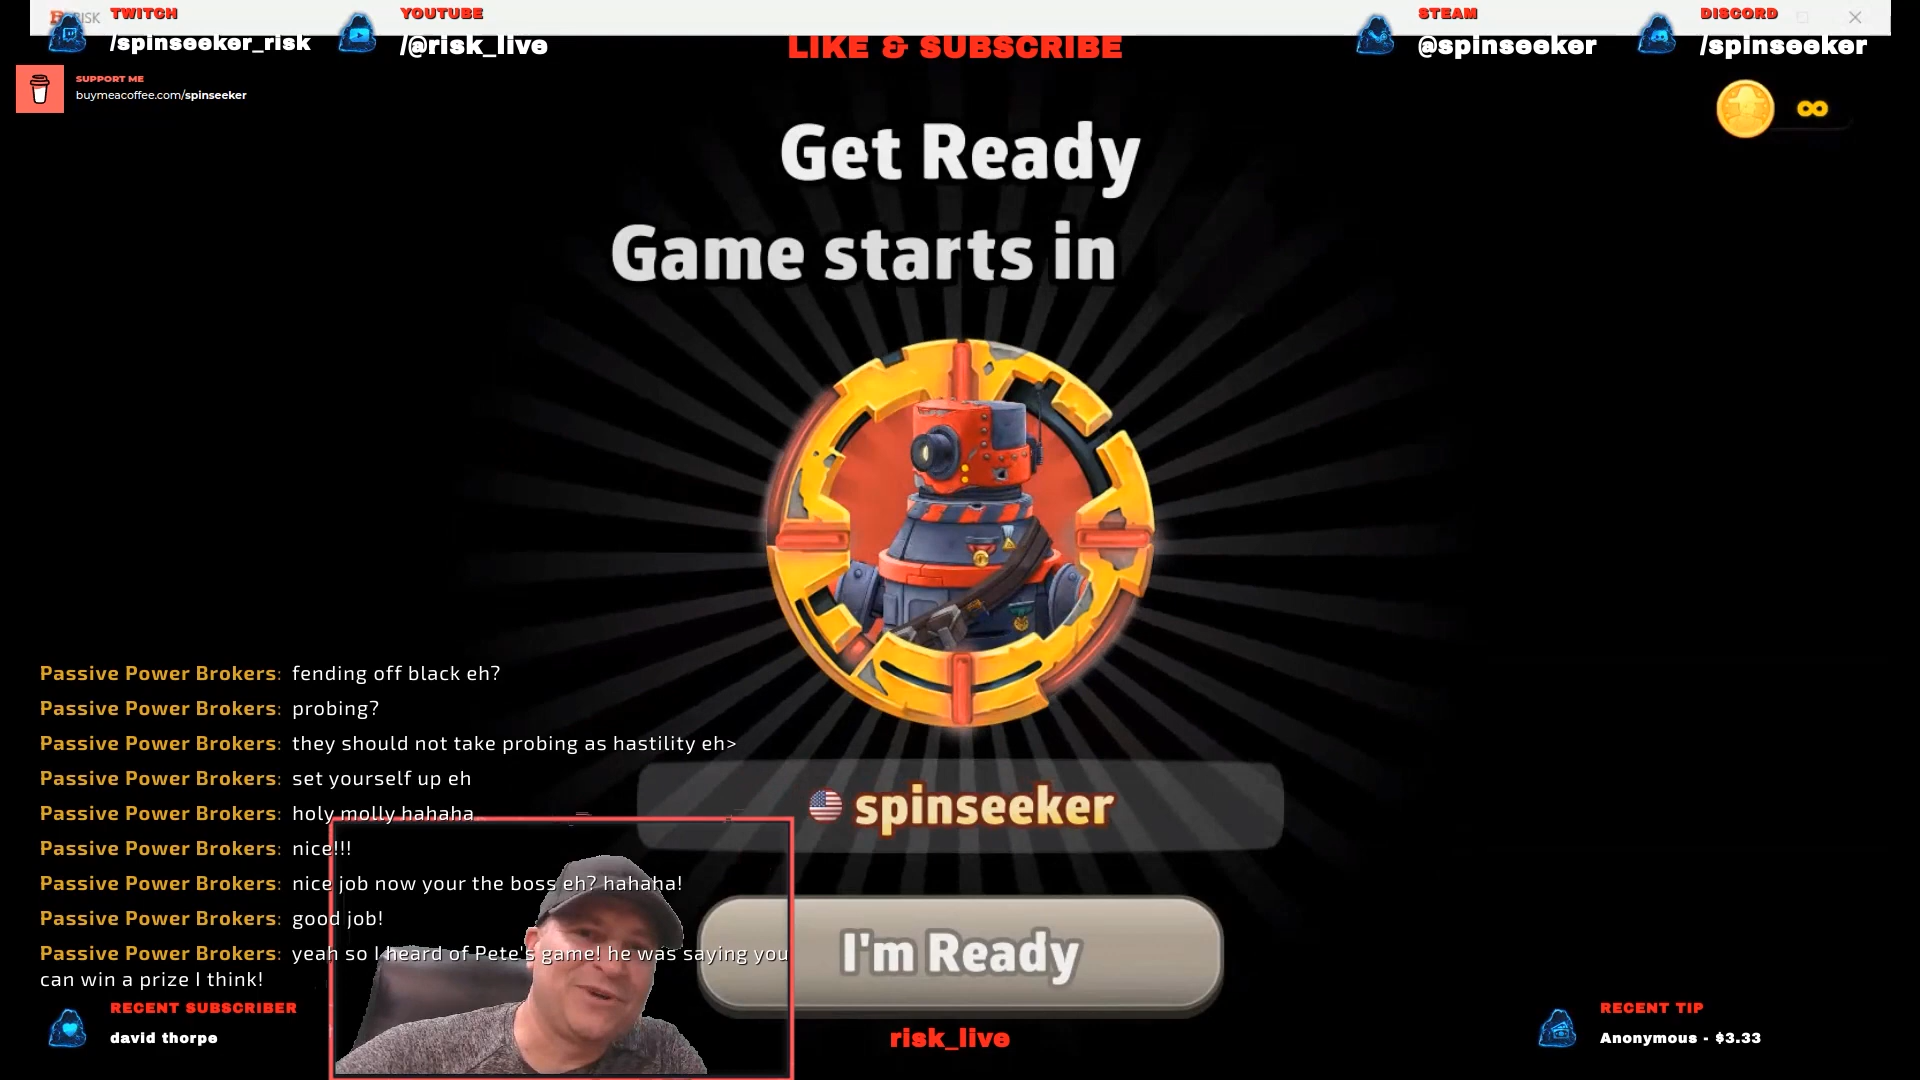 RISK
TWITCH
/spinseeker_risk
YOUTUBE
/@risk_live
LIKE & SUBSCRIBE
STEAM
@spinseeker
DISCORD
/spinseeker
SUPPORT ME
buymeacoffee.com/spinseeker
∞
Get Ready
Game starts in
Passive Power Brokers: fending off black eh?
Passive Power Brokers: probing?
Passive Power Brokers: they should not take probing as hastility eh>
Passive Power Brokers: set yourself up eh
Passive Power Brokers: holy molly hahaha
Passive Power Brokers: nice!!!
Passive Power Brokers: nice job now your the boss eh? hahaha!
Passive Power Brokers: good job!
Passive Power Brokers: yeah so I heard of Pete's game! he was saying you
can win a prize I think!
spinseeker
I'm Ready
RECENT SUBSCRIBER
david thorpe
risk_live
RECENT TIP
Anonymous - $3.33